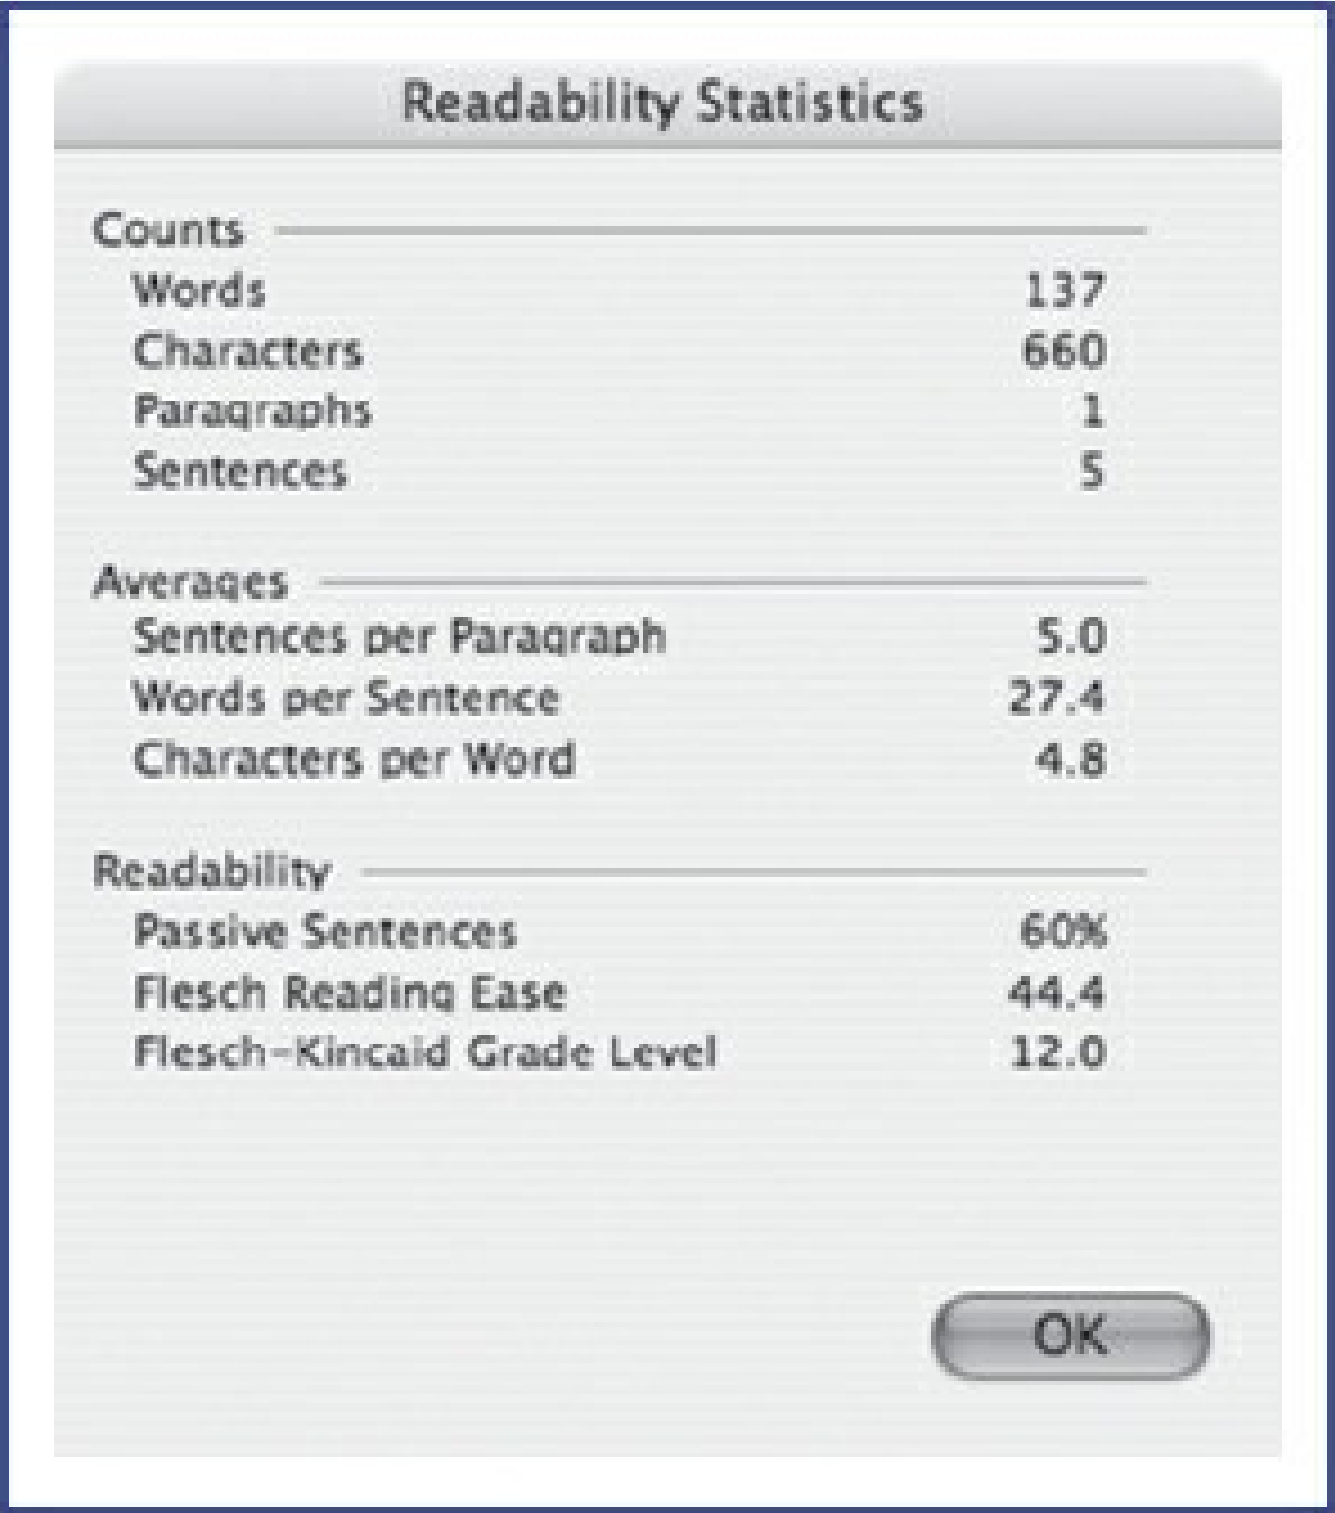 Readability Statistics
Counts
Words 137
Characters 660
Paragraphs 1
Sentences 5
Averages
Sentences per Paragraph 5.0
Words per Sentence 27.4
Characters per Word 4.8
Readability
Passive Sentences 60%
Flesch Reading Ease 44.4
Flesch-Kincaid Grade Level 12.0
OK